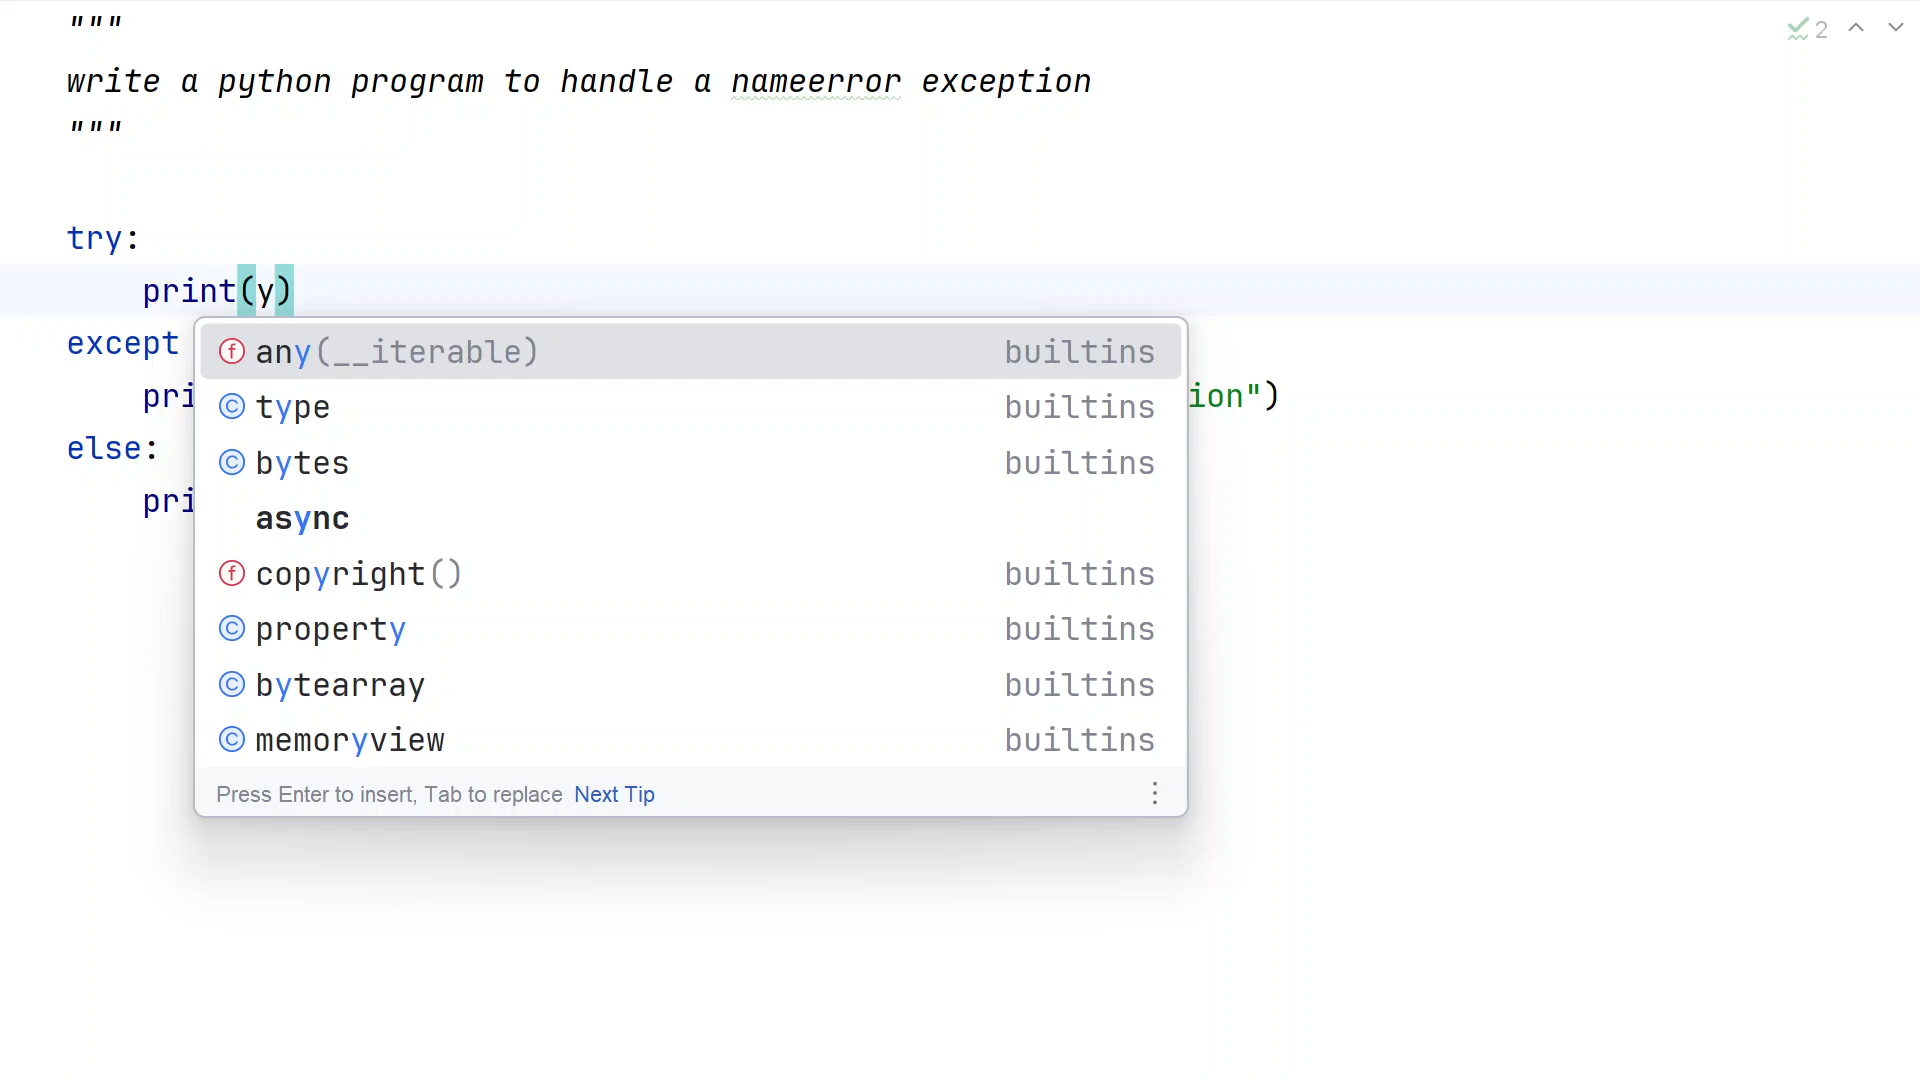 """
write a python program to handle a nameerror exception
"""
2
try:
print(y)
except
any(__iterable) builtins
pri ion")
type builtins
else:
bytes builtins
pri
async
copyright() builtins
property builtins
bytearray builtins
memoryview builtins
Press Enter to insert, Tab to replace Next Tip